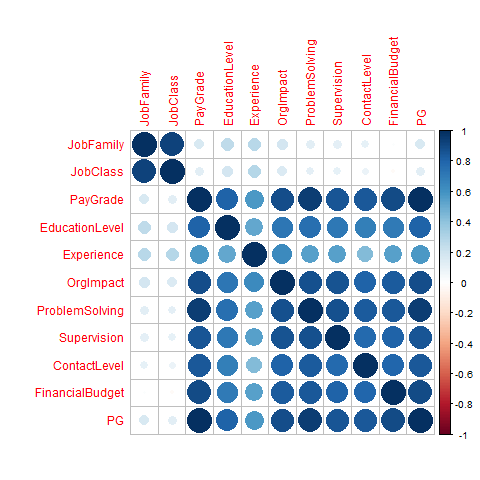 JobFamily
JobClass
PayGrade
EducationLevel
Experience
OrgImpact
ProblemSolving
Supervision
ContactLevel
FinancialBudget
PG
JobFamily
JobClass
PayGrade
EducationLevel
Experience
OrgImpact
ProblemSolving
Supervision
ContactLevel
FinancialBudget
PG
1
0.8
0.6
0.4
0.2
0
-0.2
-0.4
-0.6
-0.8
-1